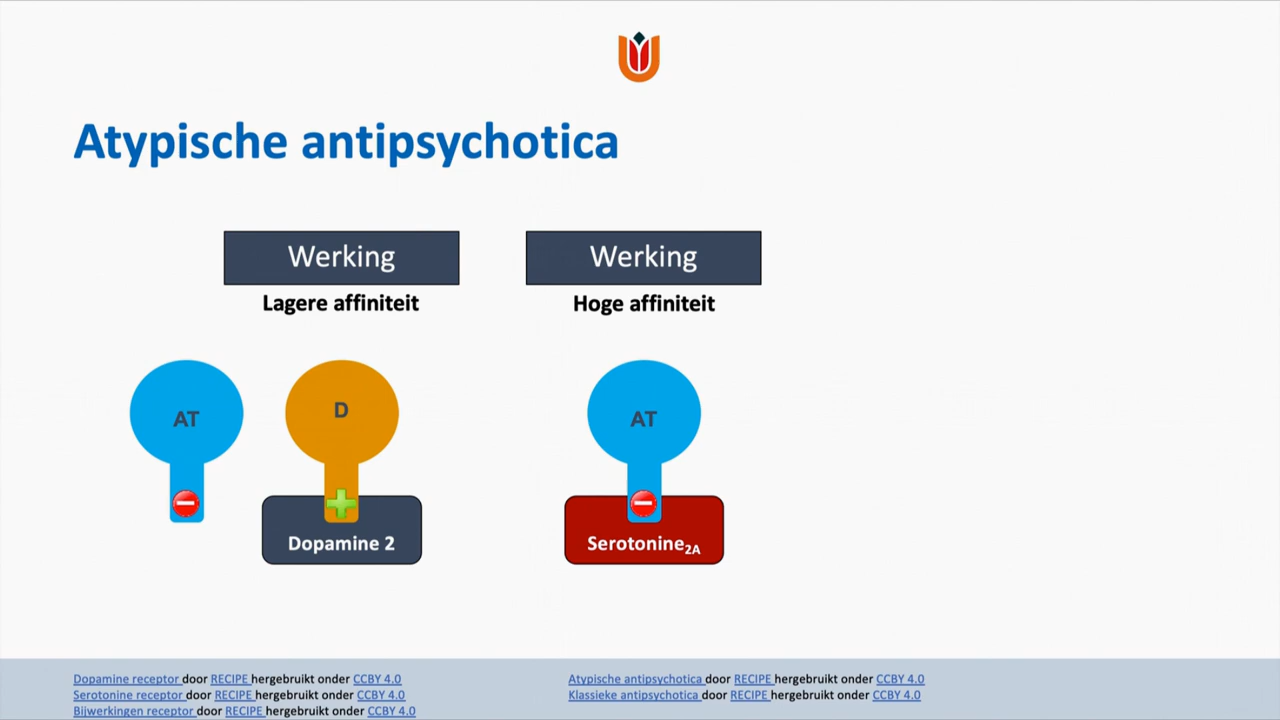 Atypische antipsychotica
Werking
Lagere affiniteit
Werking
Hoge affiniteit
AT
D
AT
Dopamine 2
Serotonine2A
Dopamine receptor door RECIPE hergebruikt onder CCBY 4.0
Serotonine receptor door RECIPE hergebruikt onder CCBY 4.0
Bijwerkingen receptor door RECIPE hergebruikt onder CCBY 4.0
Atypische antipsychotica door RECIPE hergebruikt onder CCBY 4.0
Klassieke antipsychotica door RECIPE hergebruikt onder CCBY 4.0